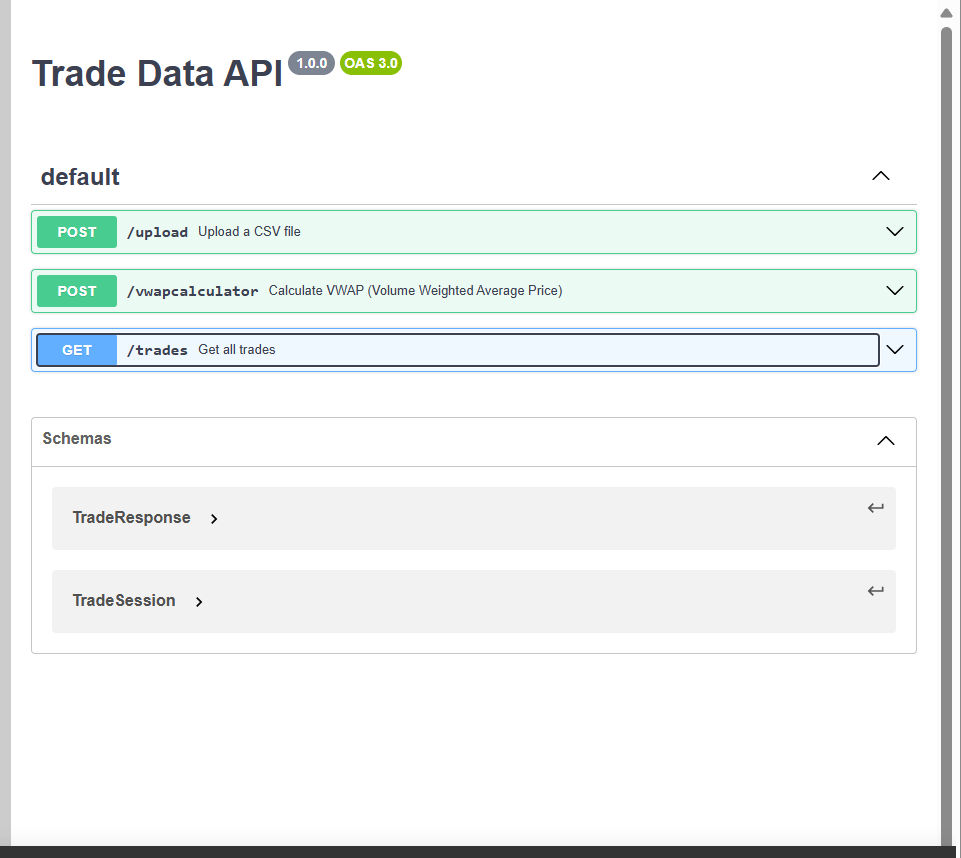 Trade Data API 1.0.0 OAS 3.0
default
POST /upload Upload a CSV file
POST /vwapcalculator Calculate VWAP (Volume Weighted Average Price)
GET /trades Get all trades
Schemas
TradeResponse
TradeSession